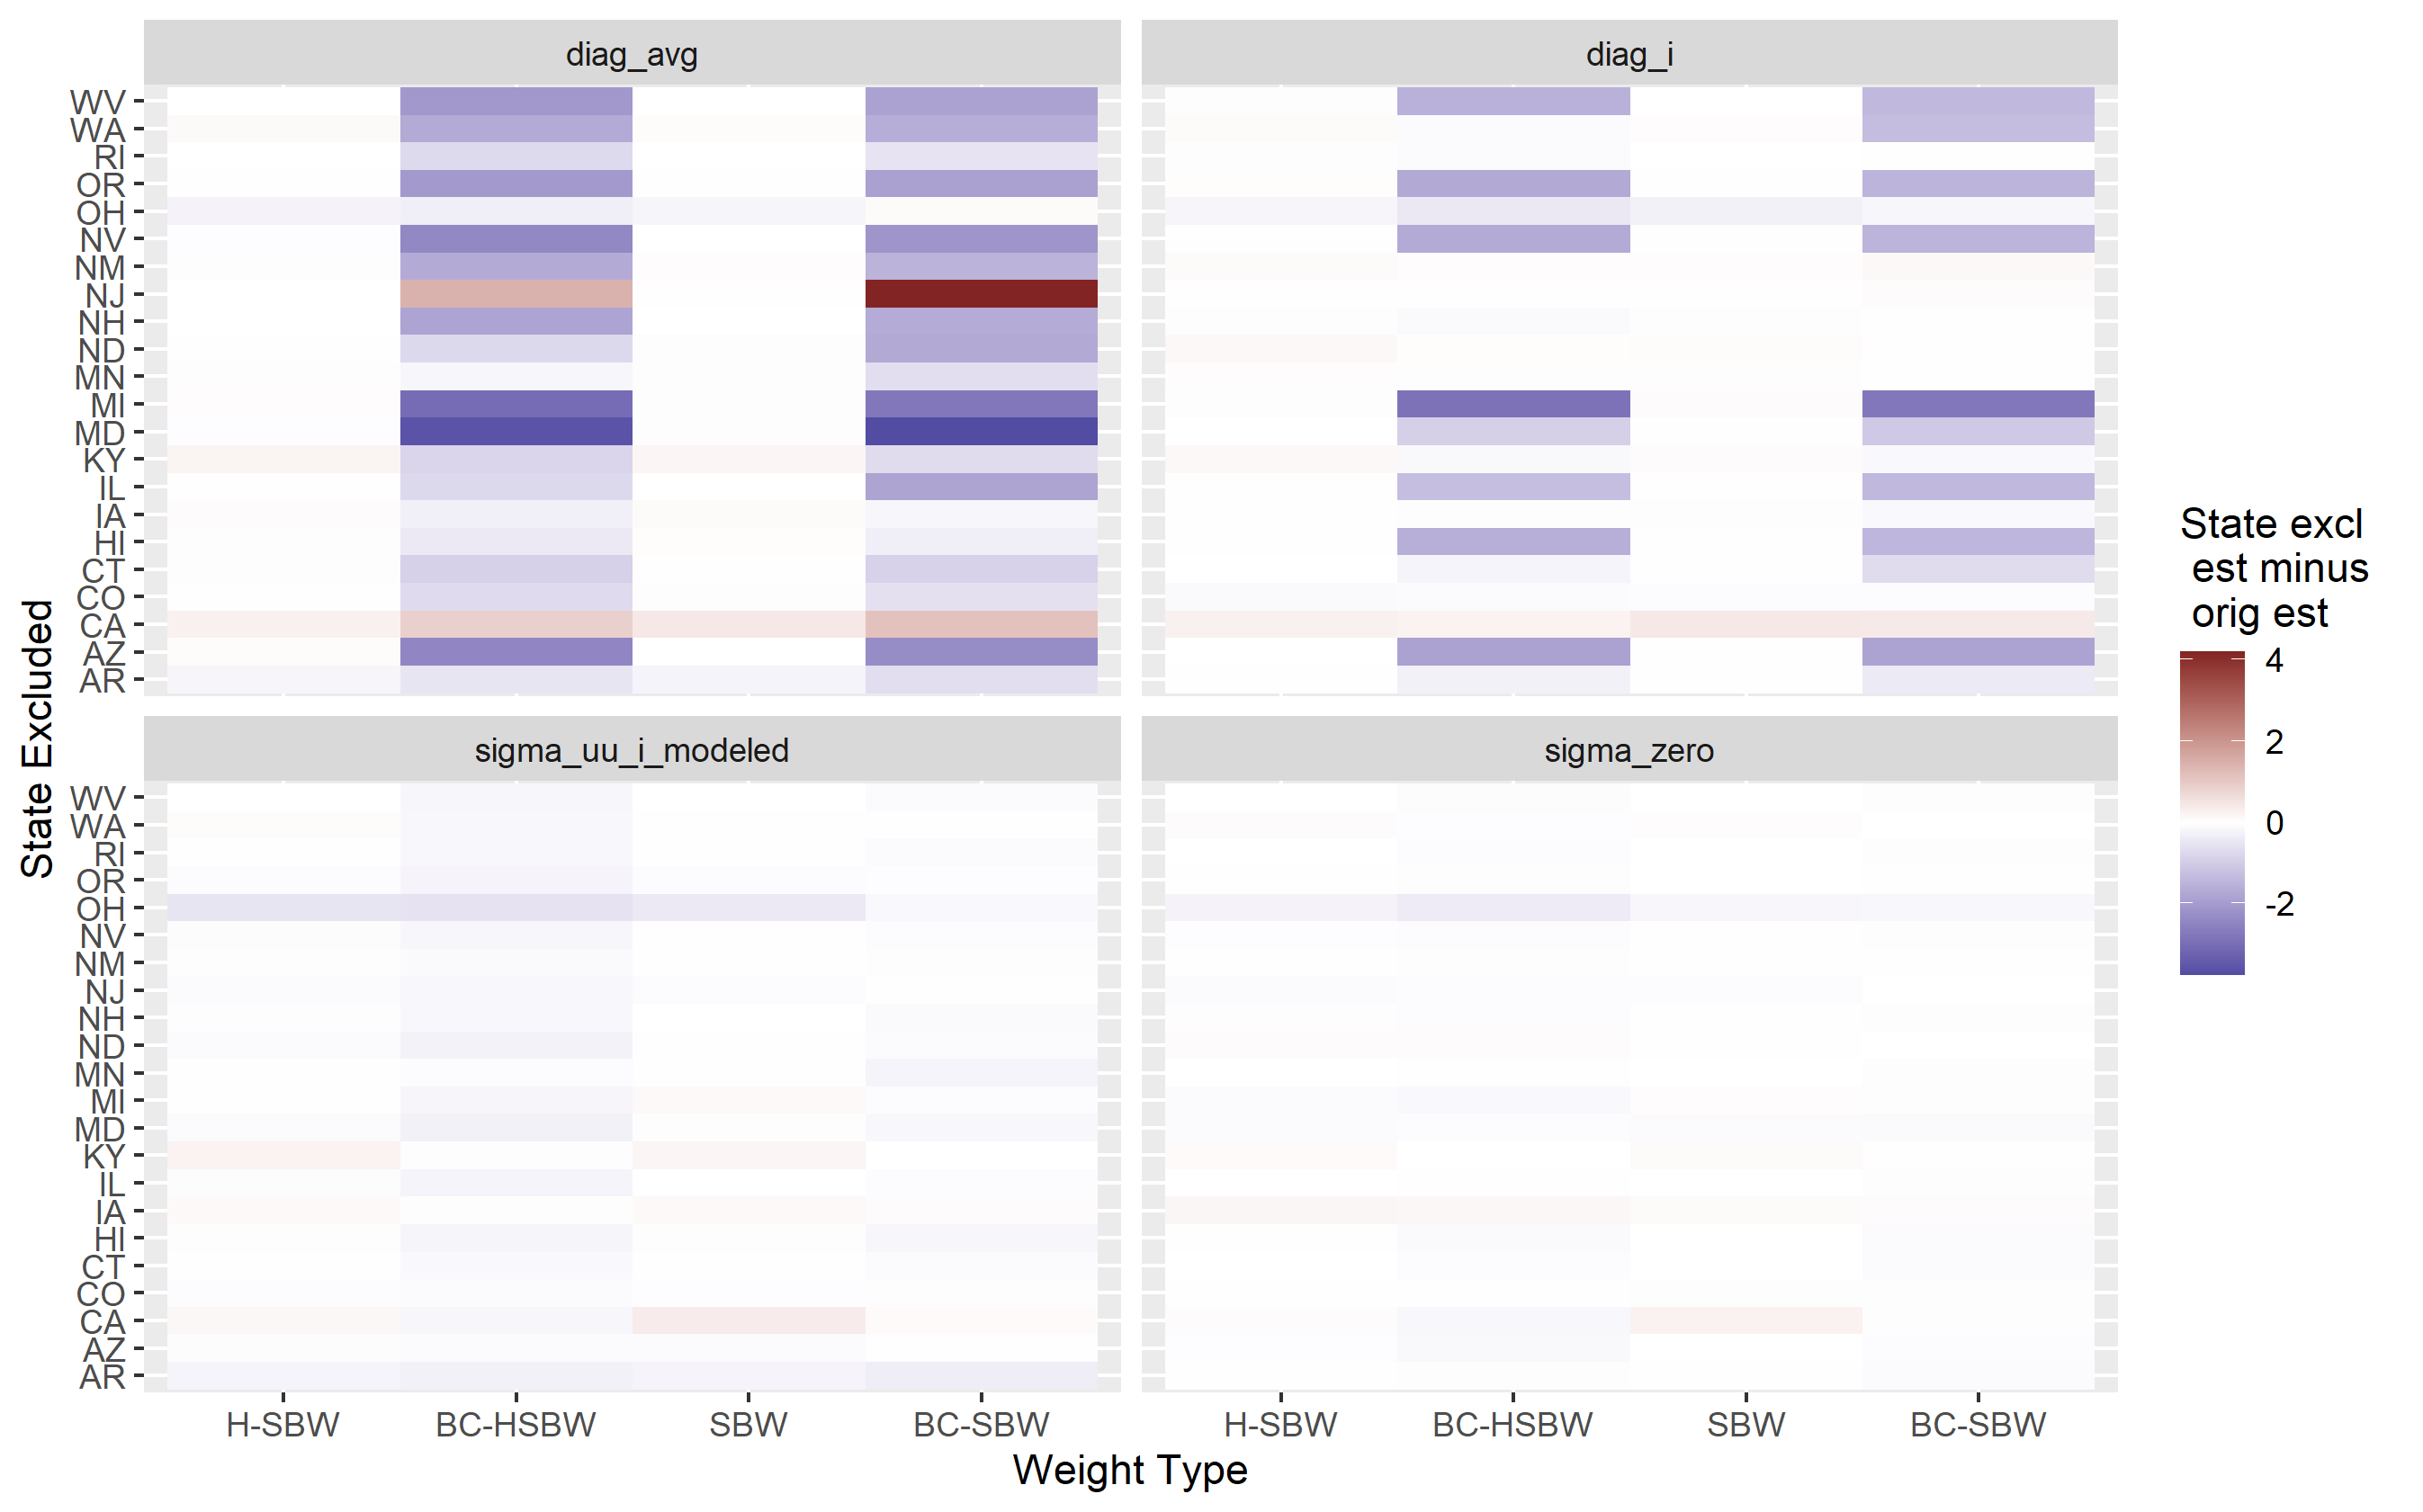 diag_avg
diag_i
WV
WA
RI
OR
OH
NV
NM
NJ
NH
ND
MN
MI
MD
KY
IL
IA
HI
CT
CO
CA
AZ
AR
sigma_uu_i_modeled
sigma_zero
WV
WA
RI
OR
OH
NV
NM
NJ
NH
ND
MN
MI
MD
KY
IL
IA
HI
CT
CO
CA
AZ
AR
H-SBW
BC-HSBW
SBW
BC-SBW
H-SBW
BC-HSBW
SBW
BC-SBW
Weight Type
State Excluded
State excl
est minus
orig est
4
2
0
-2